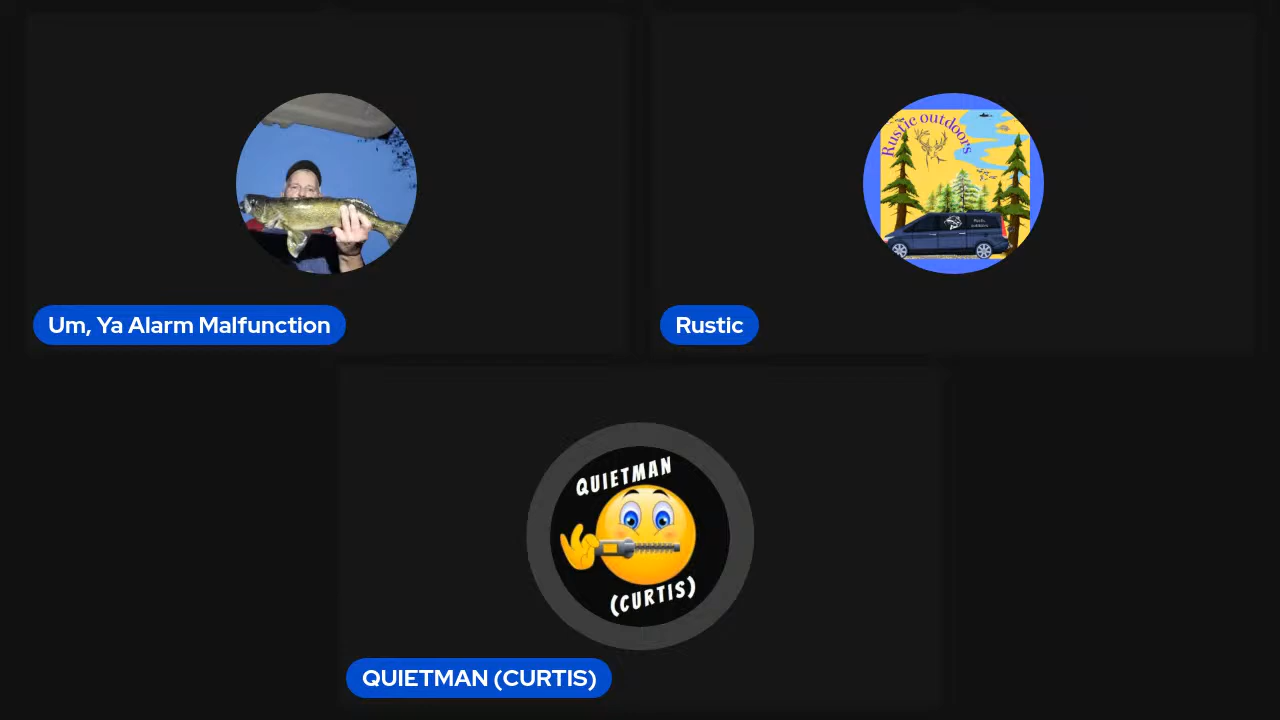 Rustic outdoors
Um, Ya Alarm Malfunction
Rustic
QUIETMAN
(CURTIS)
QUIETMAN (CURTIS)